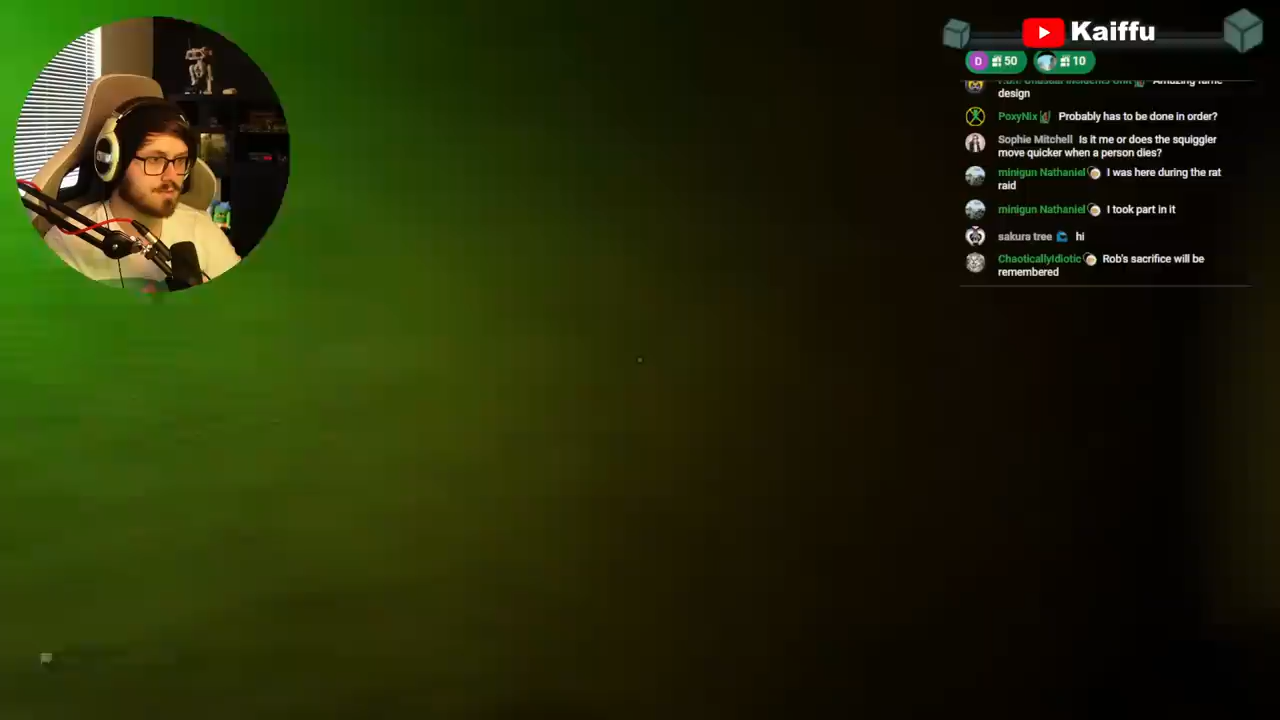 Kaiffu
D 50
10
design
PoxyNix Probably has to be done in order?
Sophie Mitchell Is it me or does the squiggler
move quicker when a person dies?
minigun Nathaniel I was here during the rat
raid
minigun Nathaniel I took part in it
sakura tree hi
ChaoticallyIdiotic Rob's sacrifice will be
remembered